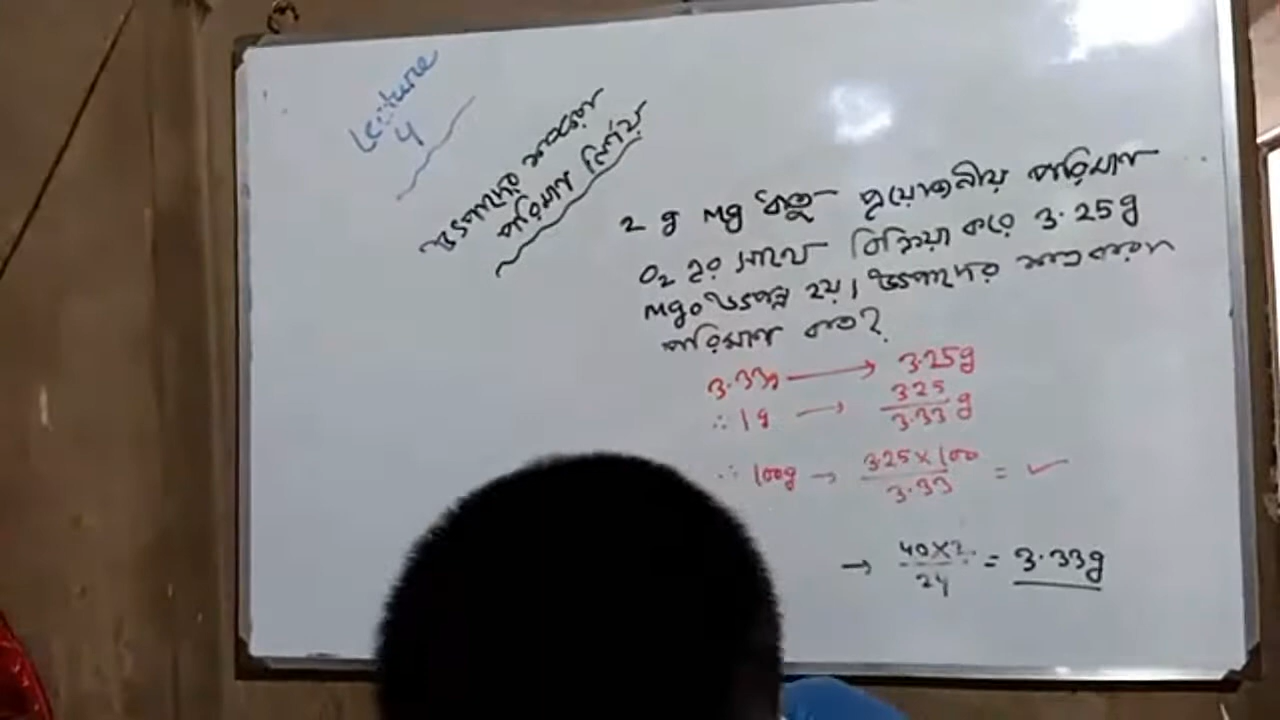 Lecture
4
উৎপাদের শতকরা
পরিমাণ নির্ণয়
2 g Mg ধাতু প্রয়োজনীয় পরিমাণ
O₂ এর সাথে বিক্রিয়া করে 3.25g
MgO উৎপন্ন হয়। উৎপাদের শতকরা
পরিমাণ কত?
3.33g → 3.25g
∴ 1g → 325/3.33 g
∴ 100g → 3.25×100/3.33 = ✓
→ 40×2/24 = 3.33g